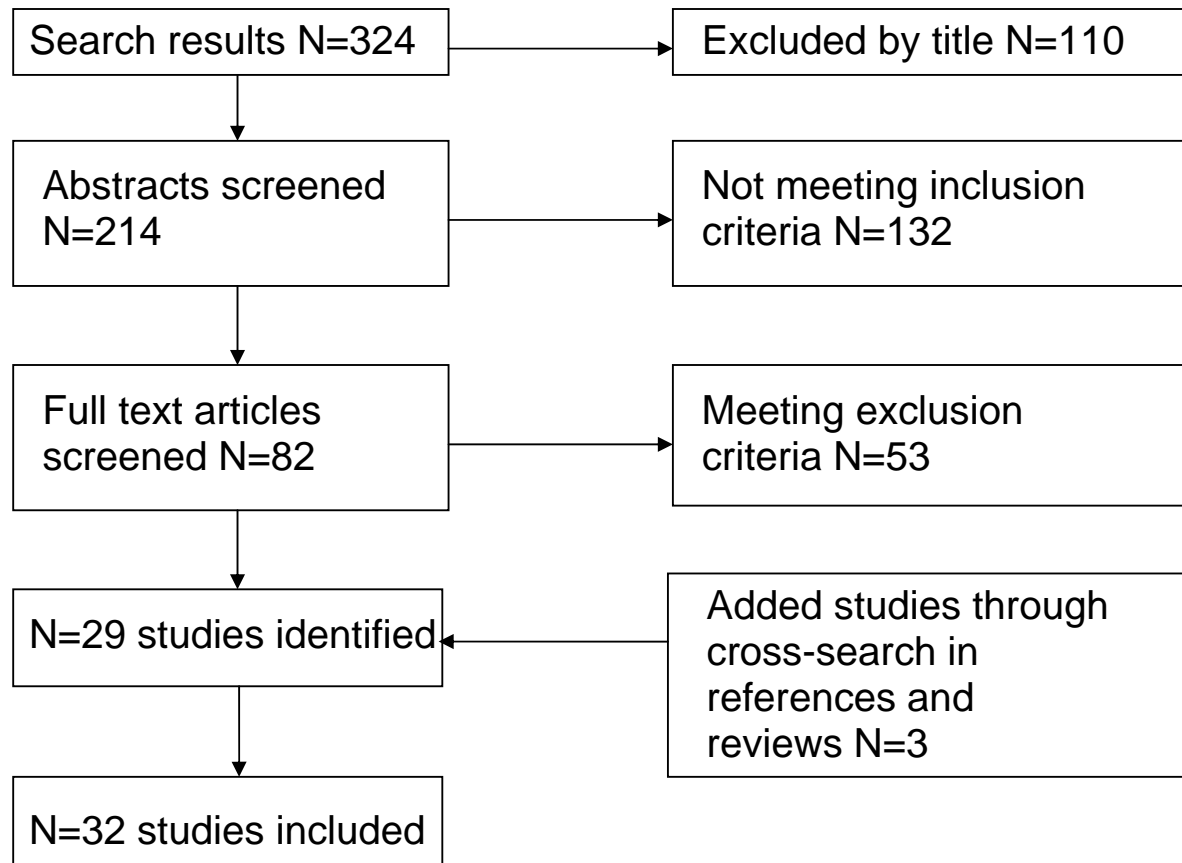 Search results N=324
Excluded by title N=110
Abstracts screened
N=214
Not meeting inclusion
criteria N=132
Full text articles
screened N=82
Meeting exclusion
criteria N=53
N=29 studies identified
Added studies through
cross-search in
references and
reviews N=3
N=32 studies included